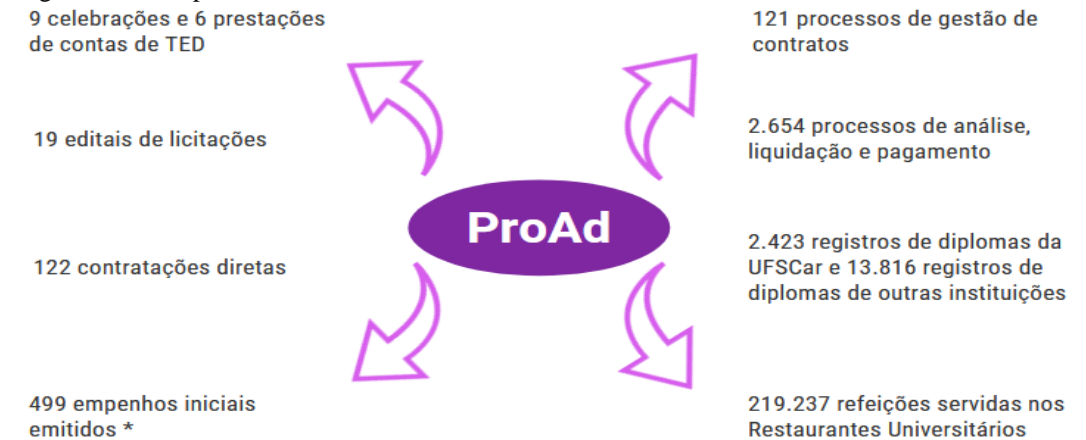 9 celebrações e 6 prestações
de contas de TED
19 editais de licitações
122 contratações diretas
499 empenhos iniciais
emitidos *
ProAd
121 processos de gestão de
contratos
2.654 processos de análise,
liquidação e pagamento
2.423 registros de diplomas da
UFSCar e 13.816 registros de
diplomas de outras instituições
219.237 refeições servidas nos
Restaurantes Universitários